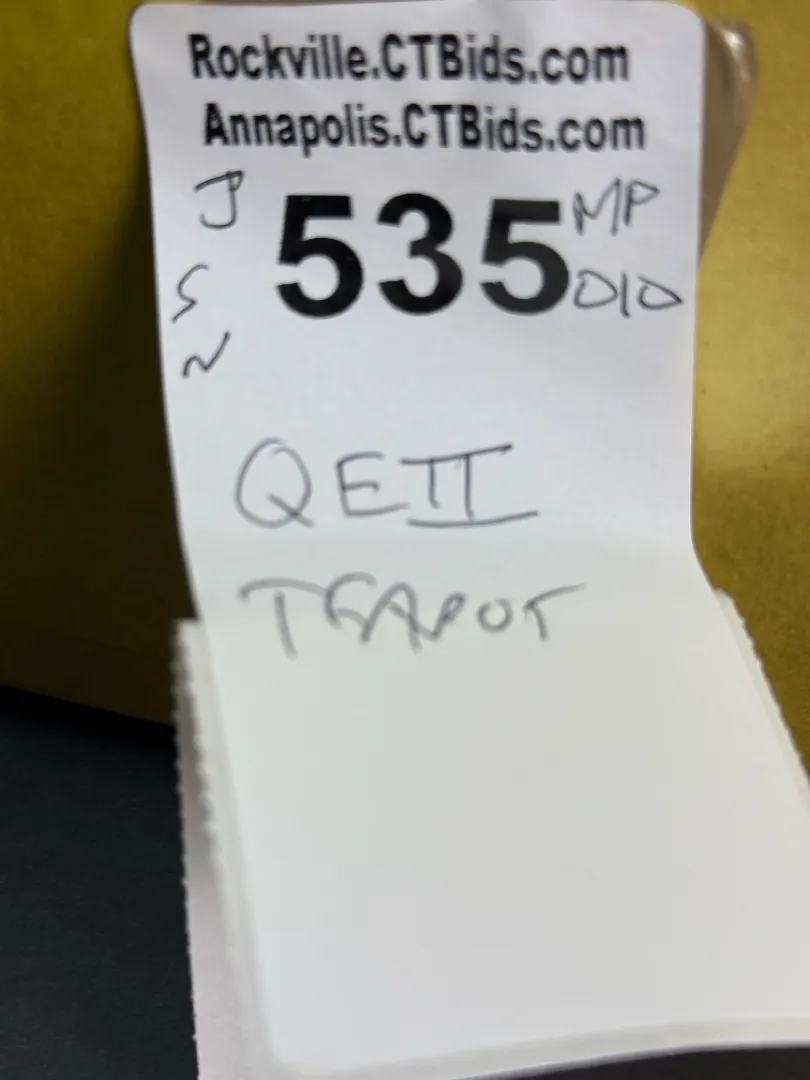 Rockville.CTBids.com
Annapolis.CTBids.com
J 535 MP
S 010
N
QEII
TEAPOT